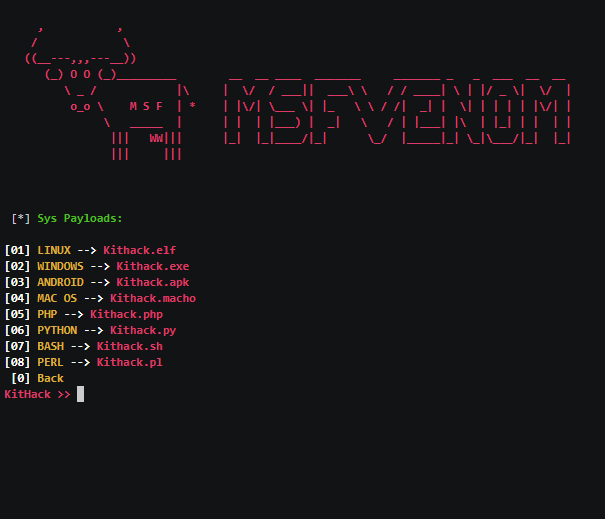 M S F
MSF VENOM
[*] Sys Payloads:
[01] LINUX --> Kithack.elf
[02] WINDOWS --> Kithack.exe
[03] ANDROID --> Kithack.apk
[04] MAC OS --> Kithack.macho
[05] PHP --> Kithack.php
[06] PYTHON --> Kithack.py
[07] BASH --> Kithack.sh
[08] PERL --> Kithack.pl
[0] Back
KitHack >>